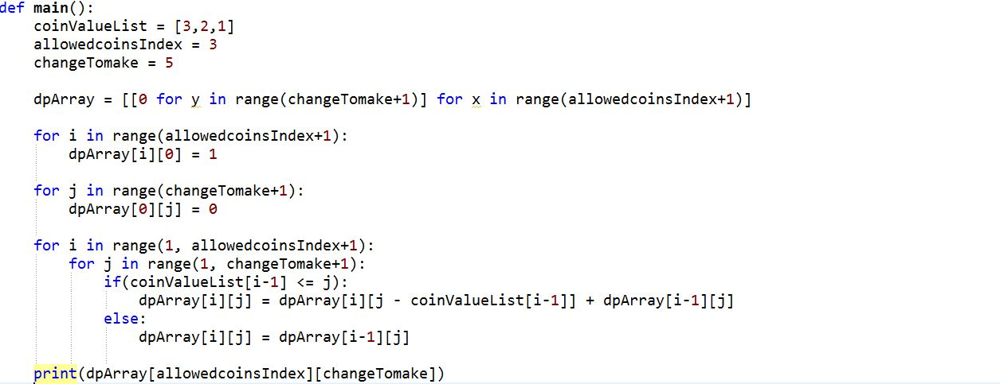 def main():
    coinValueList = [3,2,1]
    allowedcoinsIndex = 3
    changeTomake = 5
    dpArray = [[0 for y in range(changeTomake+1)] for x in range(allowedcoinsIndex+1)]
    for i in range(allowedcoinsIndex+1):
        dpArray[i][0] = 1
    for j in range(changeTomake+1):
        dpArray[0][j] = 0
    for i in range(1, allowedcoinsIndex+1):
        for j in range(1, changeTomake+1):
            if(coinValueList[i-1] <= j):
                dpArray[i][j] = dpArray[i][j - coinValueList[i-1]] + dpArray[i-1][j]
            else:
                dpArray[i][j] = dpArray[i-1][j]
    print(dpArray[allowedcoinsIndex][changeTomake])